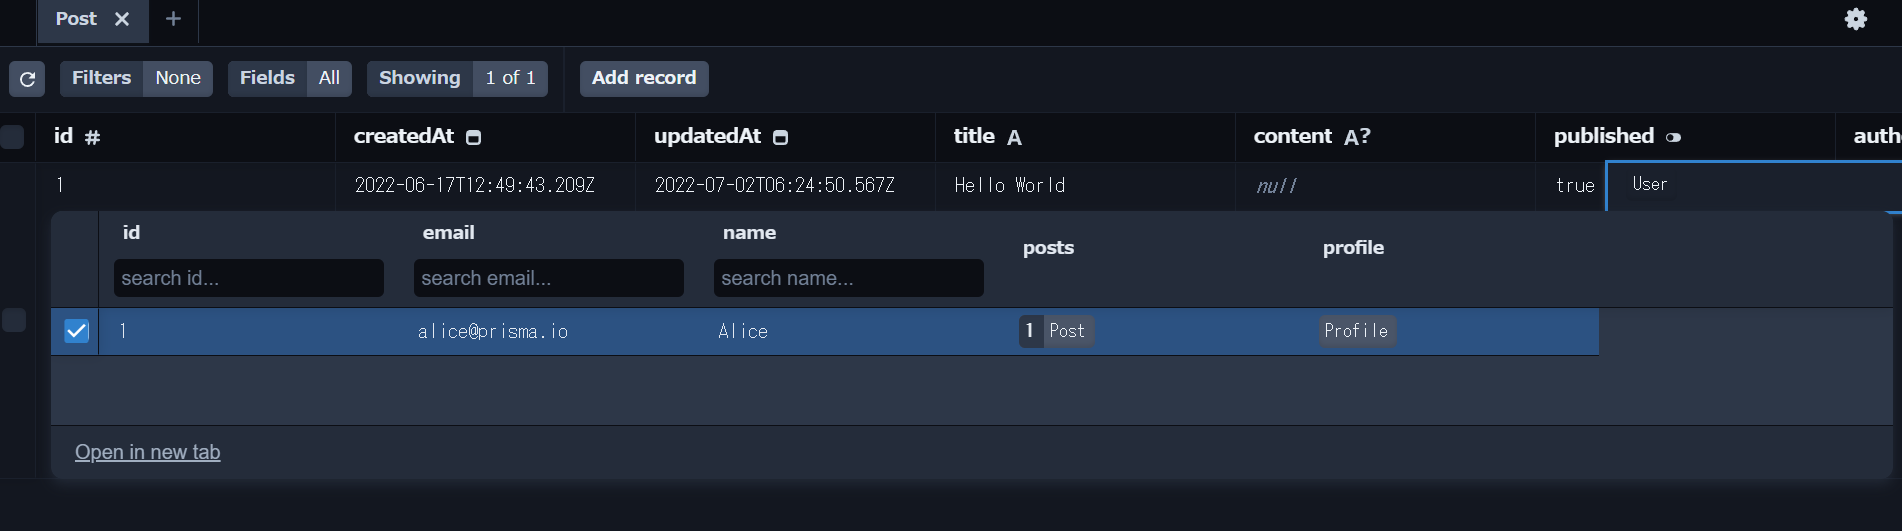 Post
Filters None Fields All Showing 1 of 1 Add record
id # createdAt updatedAt title A content A? published auth
1 2022-06-17T12:49:43.209Z 2022-07-02T06:24:50.567Z Hello World null true User
id email name posts profile
search id... search email... search name...
1 alice@prisma.io Alice 1 Post Profile
Open in new tab